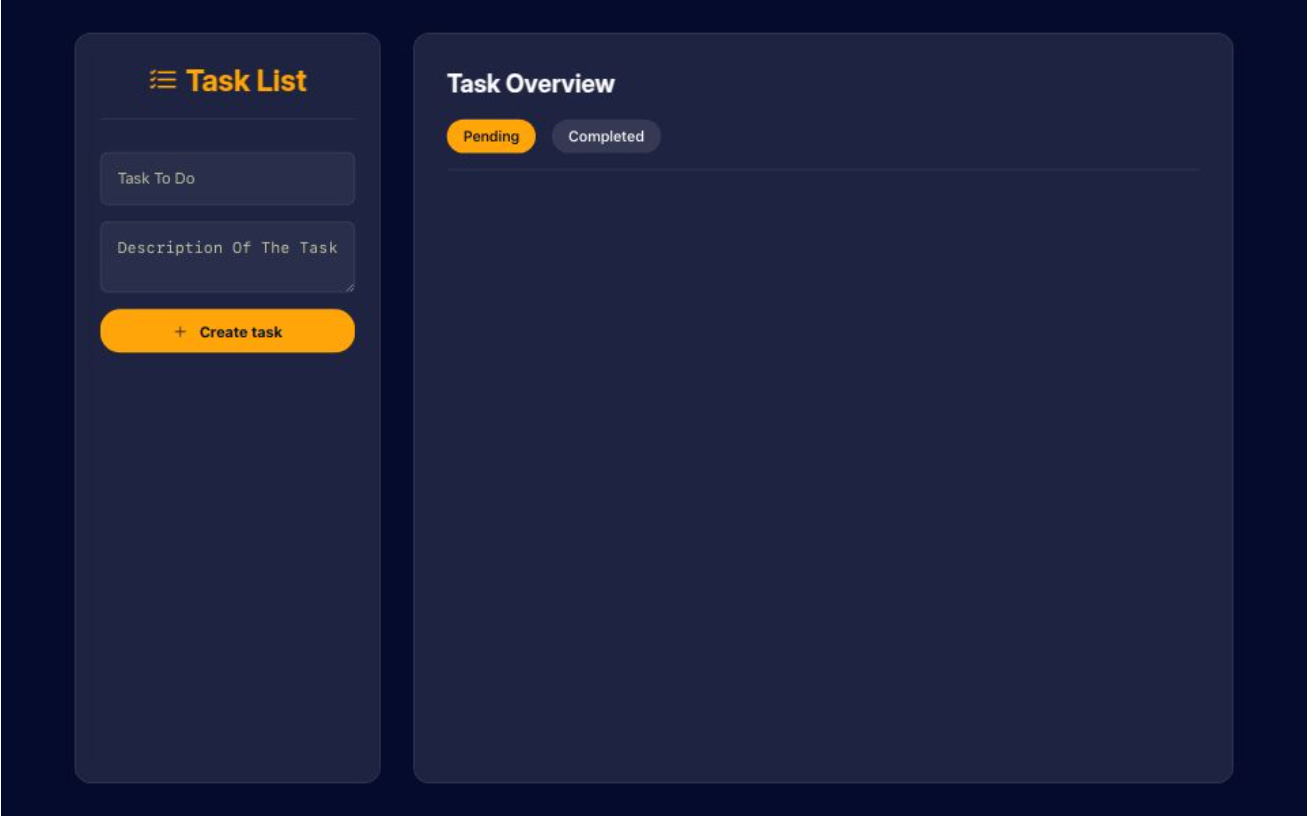 Task List
Task To Do
Description Of The Task
+ Create task
Task Overview
Pending Completed